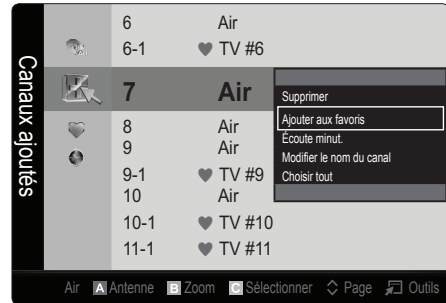 Canaux ajoutés
6 Air
6-1 ♥ TV #6
7 Air
8 Air
9 Air
9-1 ♥ TV #9
10 Air
10-1 ♥ TV #10
11-1 ♥ TV #11
Supprimer
Ajouter aux favoris
Écoute minut.
Modifier le nom du canal
Choisir tout
Air A Antenne B Zoom C Sélectionner Page Outils